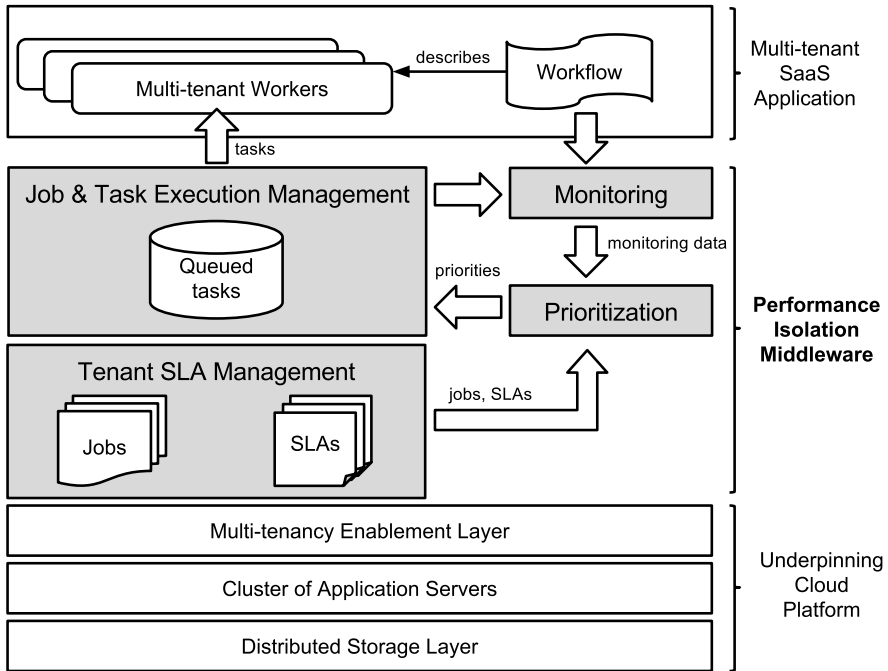 describes
Workflow
Multi-tenant Workers
Multi-tenant
SaaS
Application
tasks
Job & Task Execution Management
Queued
tasks
Monitoring
monitoring data
priorities
Prioritization
Performance
Isolation
Middleware
Tenant SLA Management
Jobs
SLAs
jobs, SLAs
Multi-tenancy Enablement Layer
Cluster of Application Servers
Distributed Storage Layer
Underpinning
Cloud
Platform